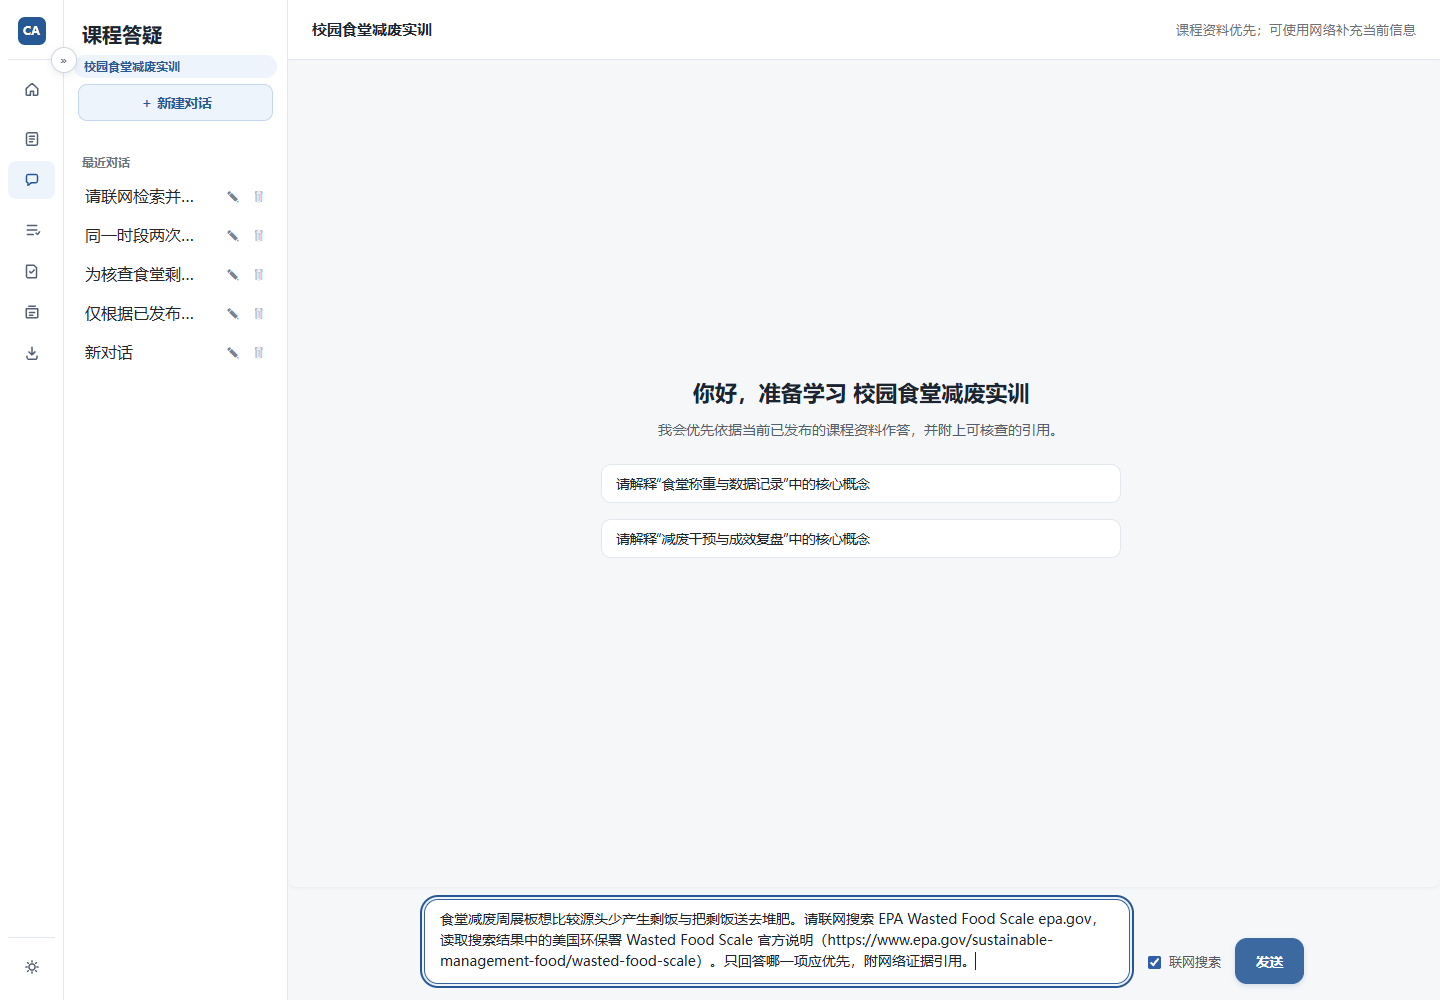 CA
»
课程答疑
校园食堂减废实训
+ 新建对话
最近对话
请联网检索并...
同一时段两次...
为核查食堂剩...
仅根据已发布...
新对话
校园食堂减废实训
课程资料优先；可使用网络补充当前信息
你好，准备学习 校园食堂减废实训
我会优先依据当前已发布的课程资料作答，并附上可核查的引用。
请解释“食堂称重与数据记录”中的核心概念
请解释“减废干预与成效复盘”中的核心概念
食堂减废周展板想比较源头少产生剩饭与把剩饭送去堆肥。请联网搜索 EPA Wasted Food Scale epa.gov，
读取搜索结果中的美国环保署 Wasted Food Scale 官方说明（https://www.epa.gov/sustainable-
management-food/wasted-food-scale）。只回答哪一项应优先，附网络证据引用。
联网搜索
发送